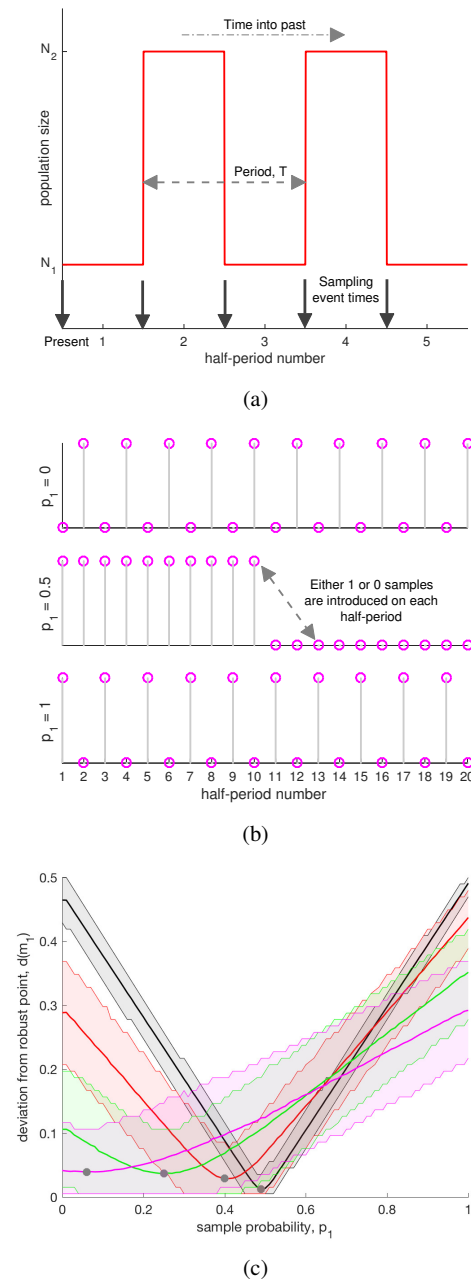 N2
Time into past
Period, T
population size
N1
Sampling
event times
Present
1 2 3 4 5
half-period number
(a)
p1 = 0
p1 = 0.5
Either 1 or 0 samples
are introduced on each
half-period
p1 = 1
1 2 3 4 5 6 7 8 9 10 11 12 13 14 15 16 17 18 19 20
half-period number
(b)
0.5
0.4
0.3
0.2
0.1
0
deviation from robust point, d(m1)
0 0.2 0.4 0.6 0.8 1
sample probability, p1
(c)